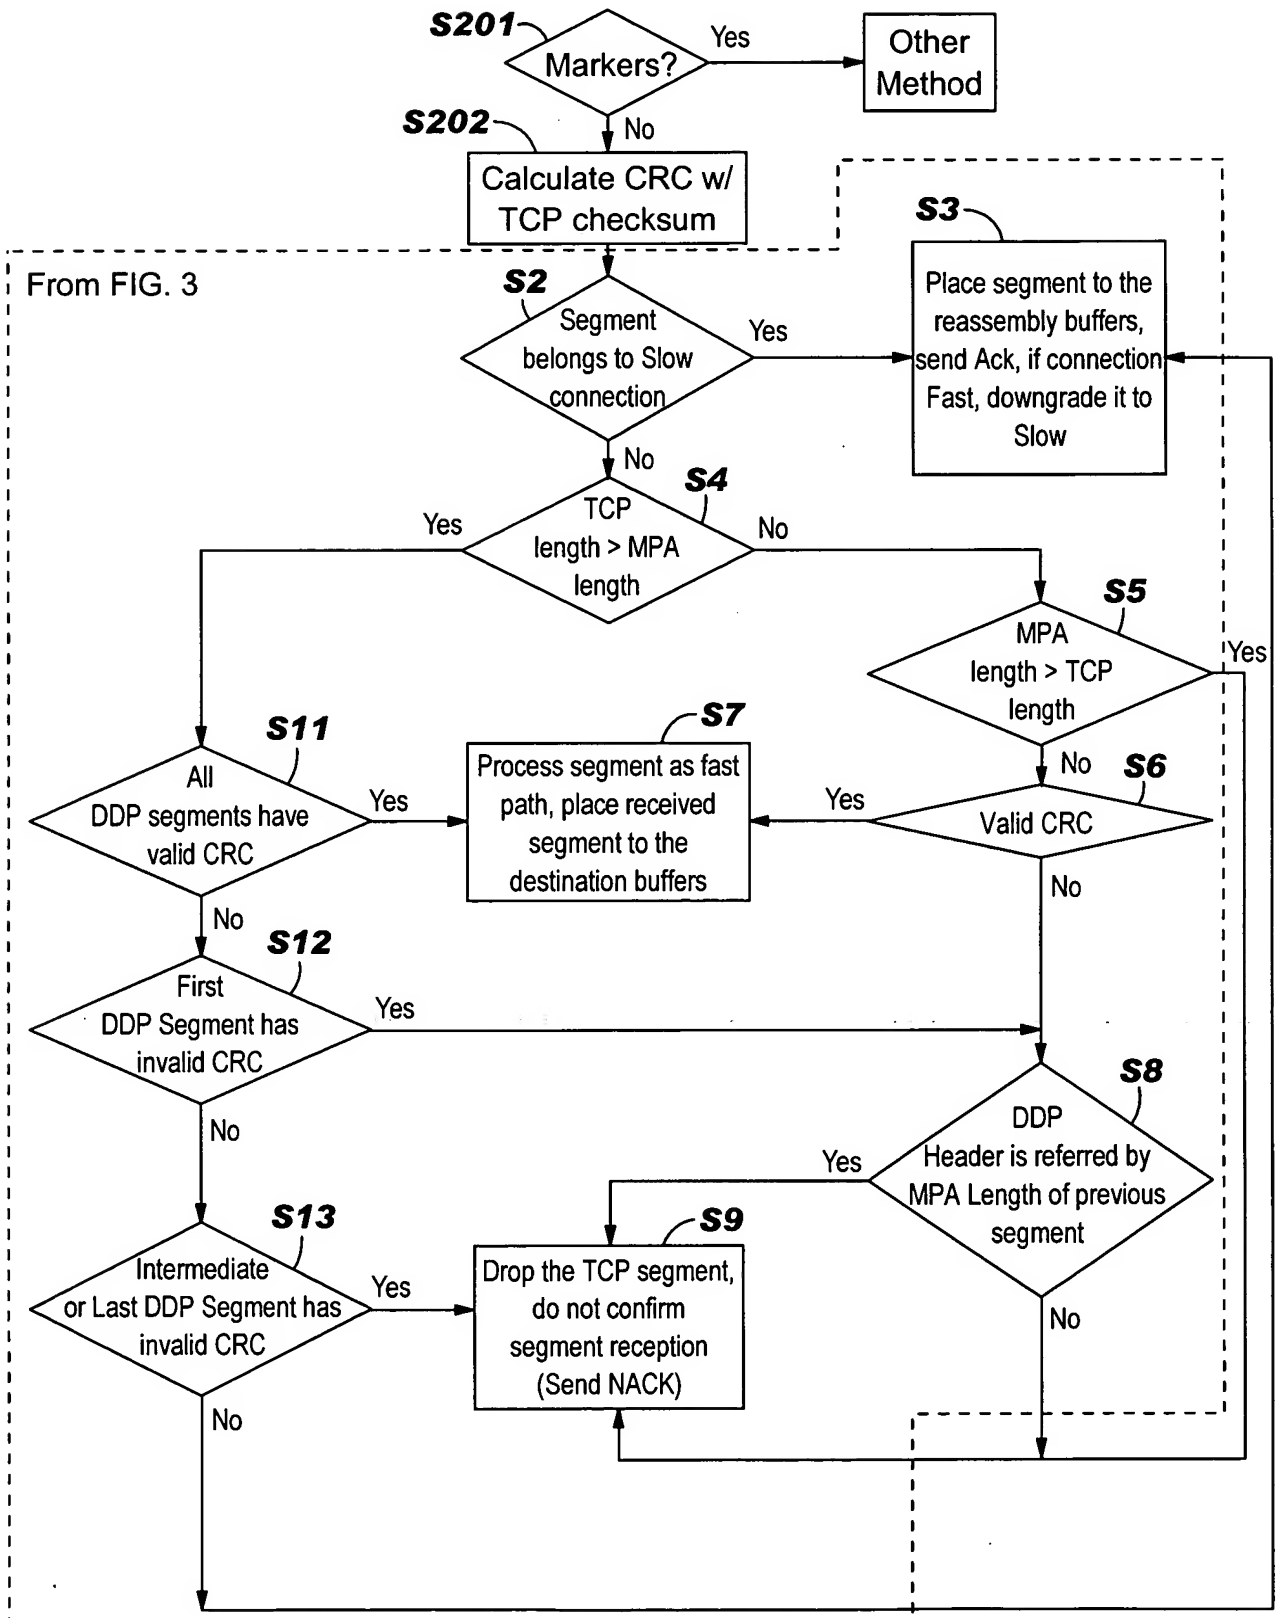 S201
Markers?
Yes
Other
Method
No
S202
Calculate CRC w/
TCP checksum
From FIG. 3
S2
Segment
belongs to Slow
connection
Yes
S3
Place segment to the
reassembly buffers,
send Ack, if connection
Fast, downgrade it to
Slow
No
S4
TCP
length > MPA
length
Yes
No
S5
MPA
length > TCP
length
Yes
No
S11
All
DDP segments have
valid CRC
Yes
S7
Process segment as fast
path, place received
segment to the
destination buffers
S6
Valid CRC
Yes
No
No
S12
First
DDP Segment has
invalid CRC
Yes
No
S8
DDP
Header is referred by
MPA Length of previous
segment
Yes
No
S13
Intermediate
or Last DDP Segment has
invalid CRC
Yes
No
S9
Drop the TCP segment,
do not confirm
segment reception
(Send NACK)